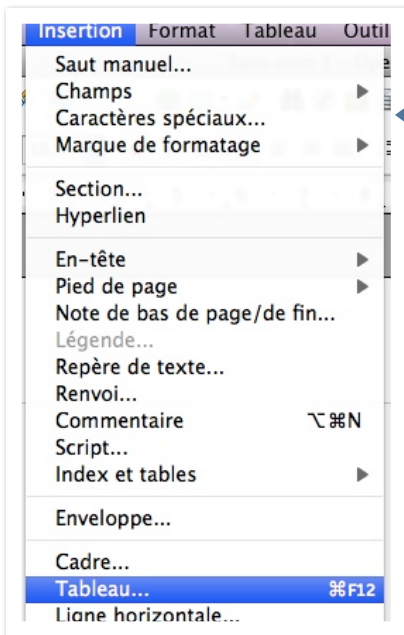 Insertion Format Tableau Outil
Saut manuel...
Champs
Caractères spéciaux...
Marque de formatage
Section...
Hyperlien
En-tête
Pied de page
Note de bas de page/de fin...
Légende...
Repère de texte...
Renvoi...
Commentaire ⌥⌘N
Script...
Index et tables
Enveloppe...
Cadre...
Tableau... ⌘F12
Ligne horizontale...